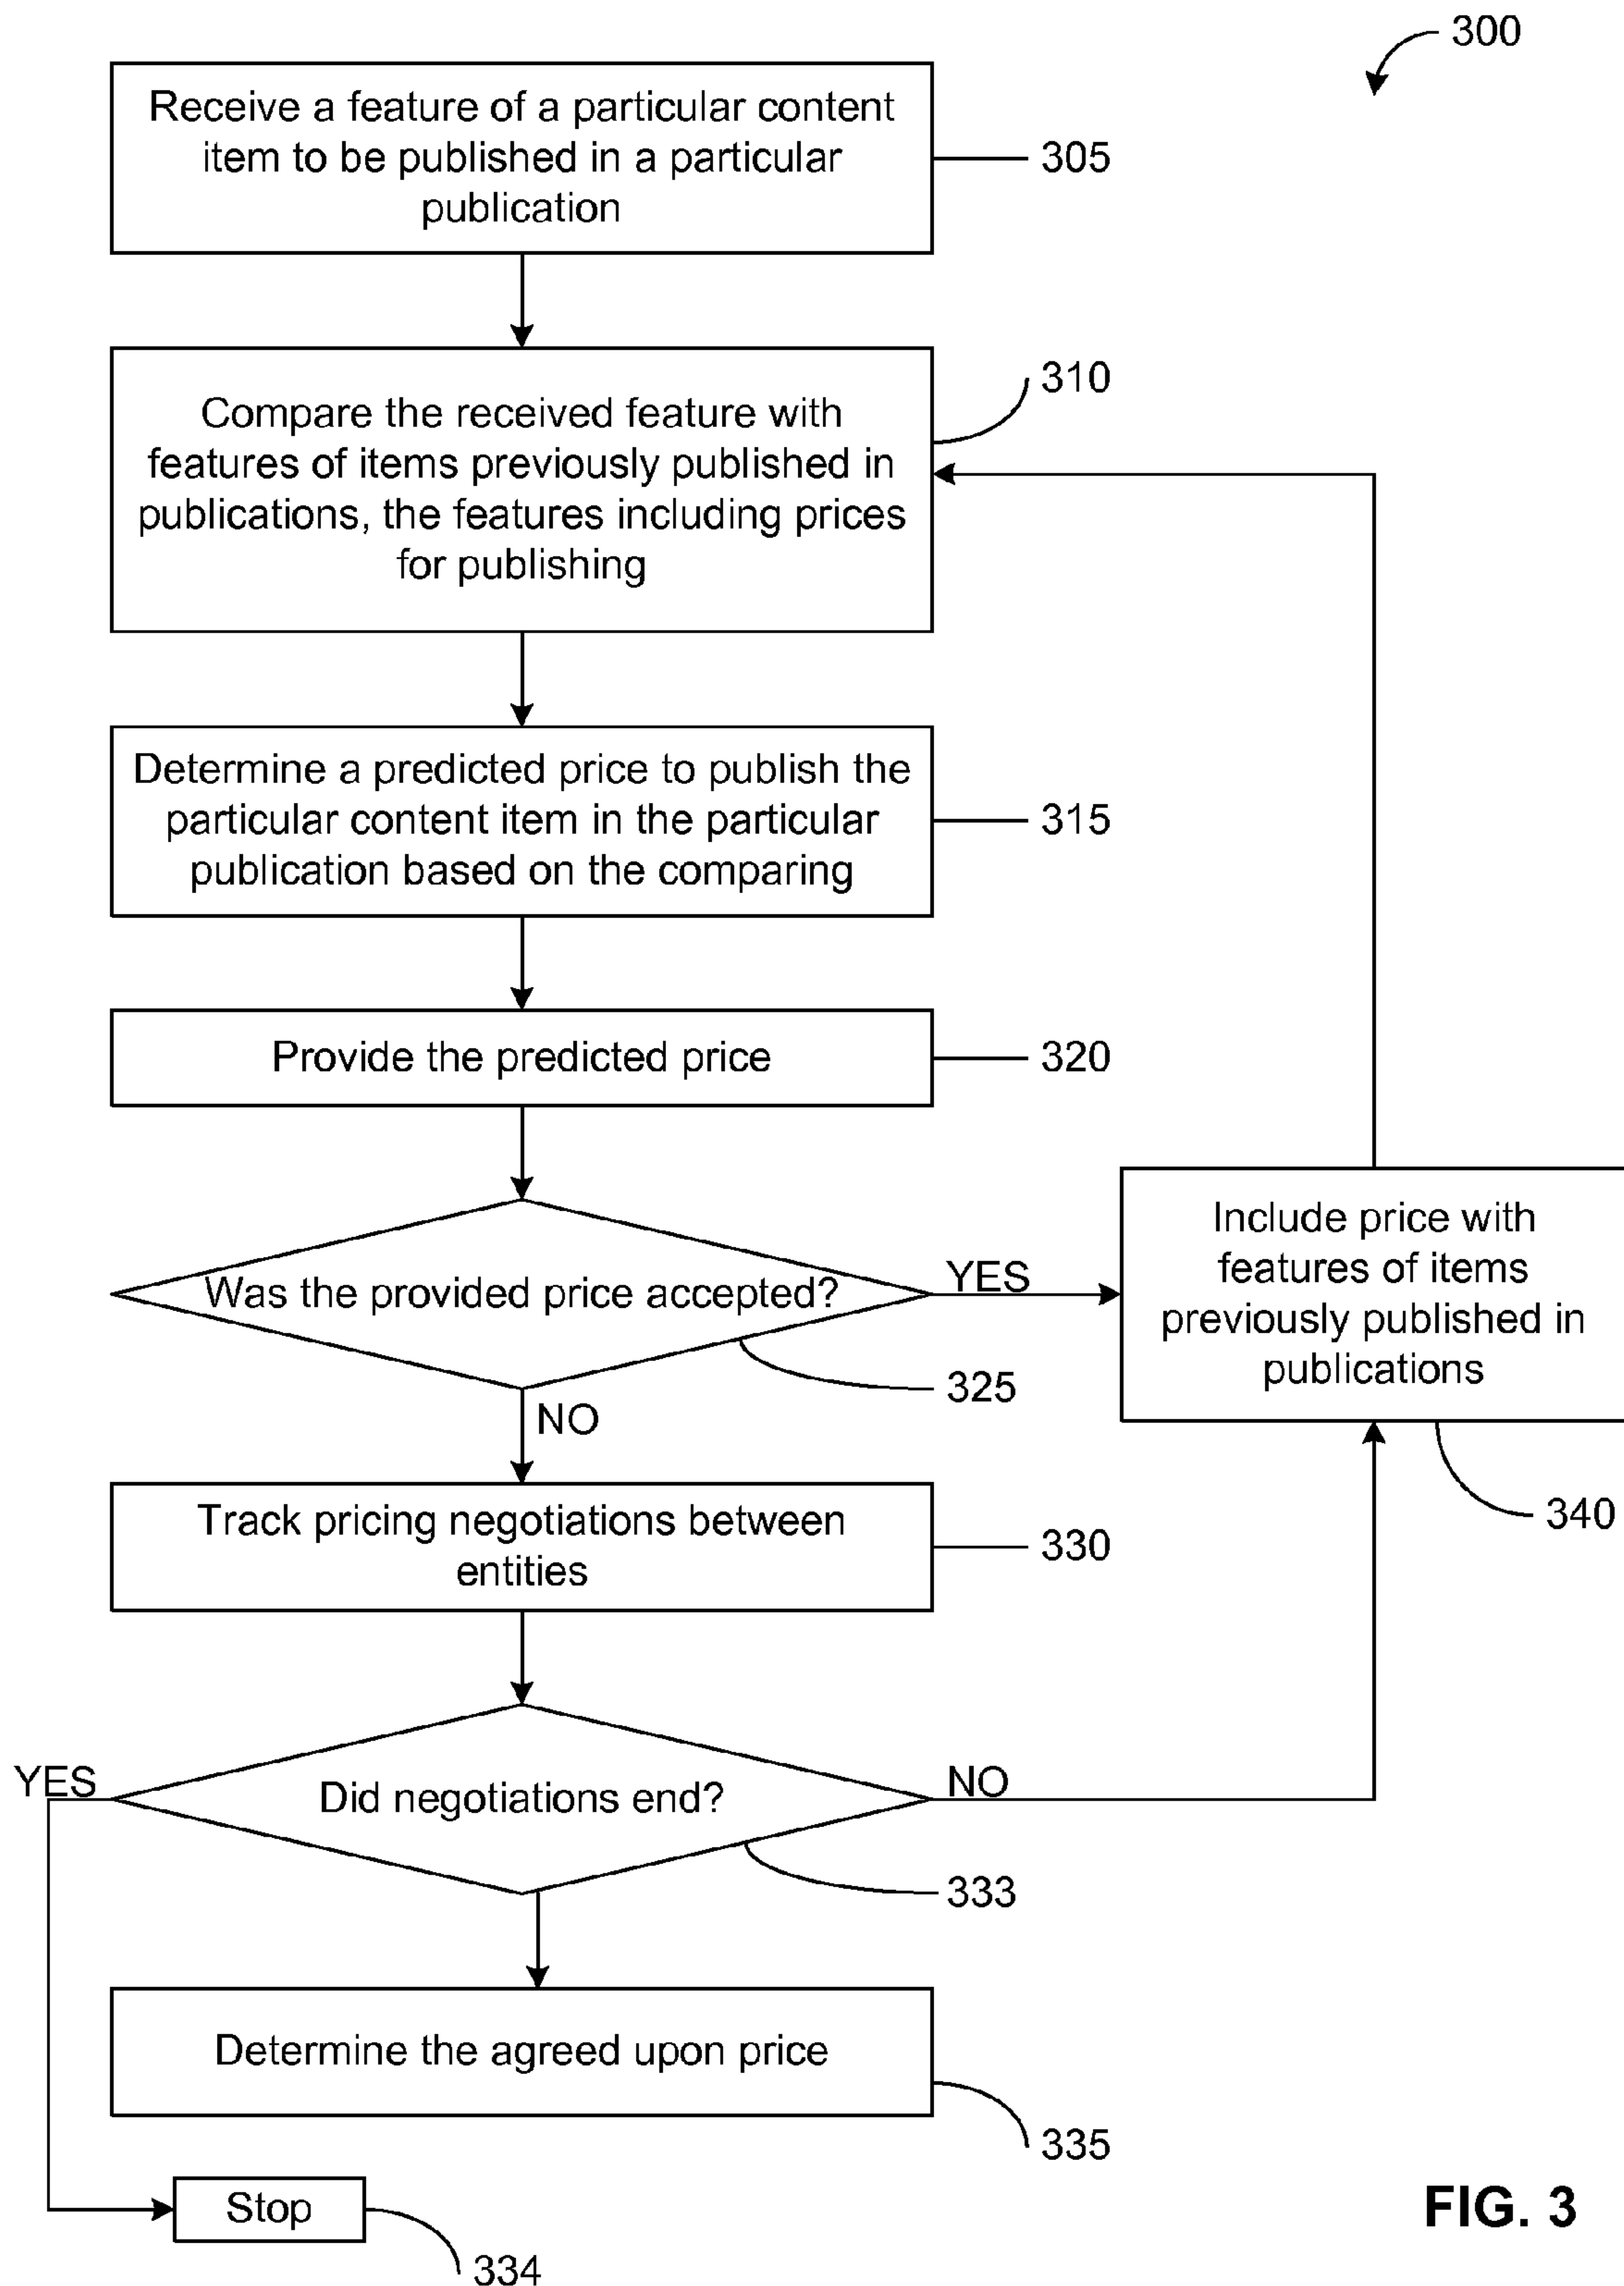 300
Receive a feature of a particular content
item to be published in a particular
publication
305
310
Compare the received feature with
features of items previously published in
publications, the features including prices
for publishing
Determine a predicted price to publish the
particular content item in the particular
publication based on the comparing
315
Provide the predicted price
320
Was the provided price accepted?
YES
325
NO
Include price with
features of items
previously published in
publications
340
Track pricing negotiations between
entities
330
YES
Did negotiations end?
NO
333
Determine the agreed upon price
335
Stop
334
FIG. 3